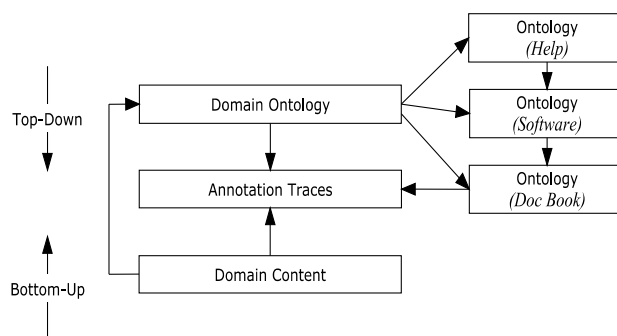 Ontology
(Help)
Top-Down
Domain Ontology
Ontology
(Software)
Annotation Traces
Ontology
(Doc Book)
Domain Content
Bottom-Up